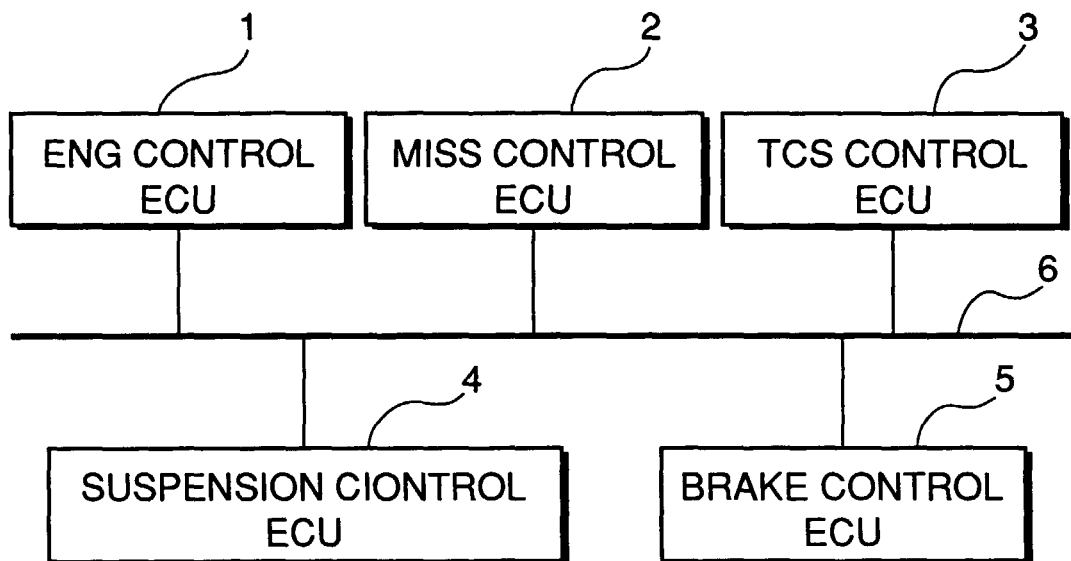 1
2
3
ENG CONTROL
ECU
MISS CONTROL
ECU
TCS CONTROL
ECU
6
4
5
SUSPENSION CIONTROL
ECU
BRAKE CONTROL
ECU